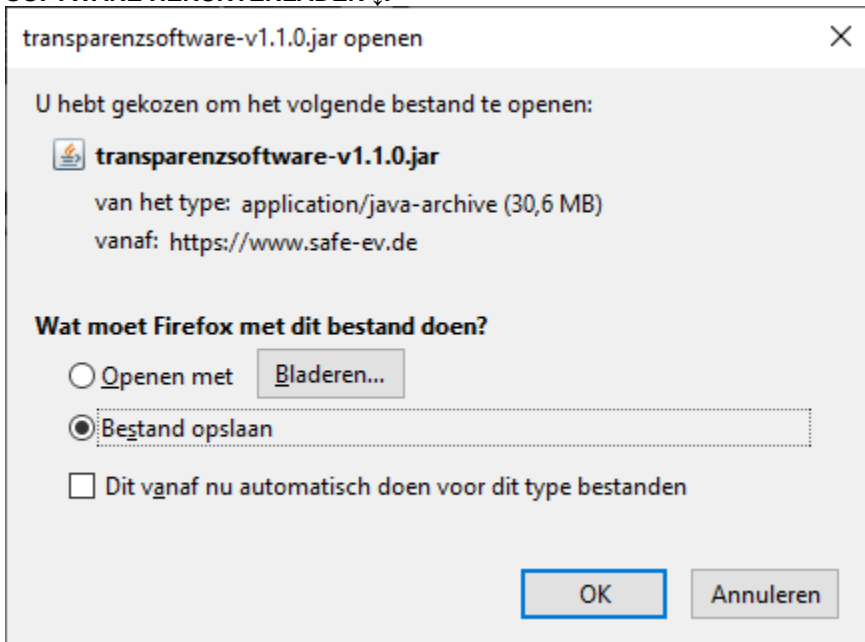 transparenzsoftware-v1.1.0.jar openen
U hebt gekozen om het volgende bestand te openen:
transparenzsoftware-v1.1.0.jar
van het type: application/java-archive (30,6 MB)
vanaf: https://www.safe-ev.de
Wat moet Firefox met dit bestand doen?
Openen met Bladeren...
Bestand opslaan
Dit vanaf nu automatisch doen voor dit type bestanden
OK Annuleren